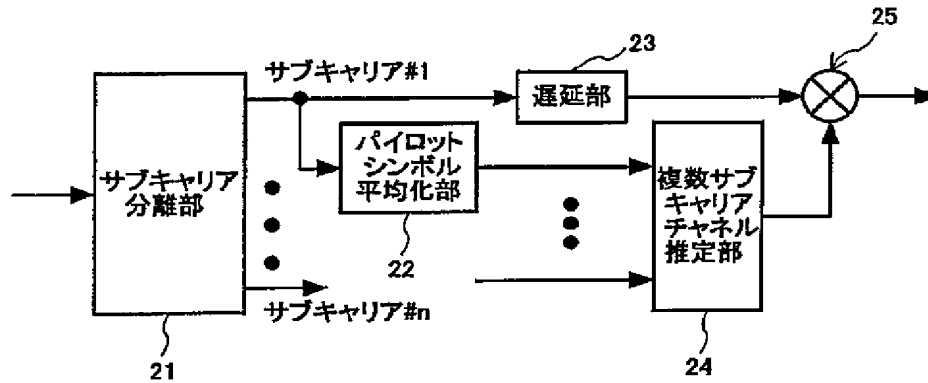 25
23
サブキャリア#1
遅延部
パイロット
シンボル
平均化部
サブキャリア
分離部
複数サブ
キャリア
チャネル
推定部
22
サブキャリア#n
21
24